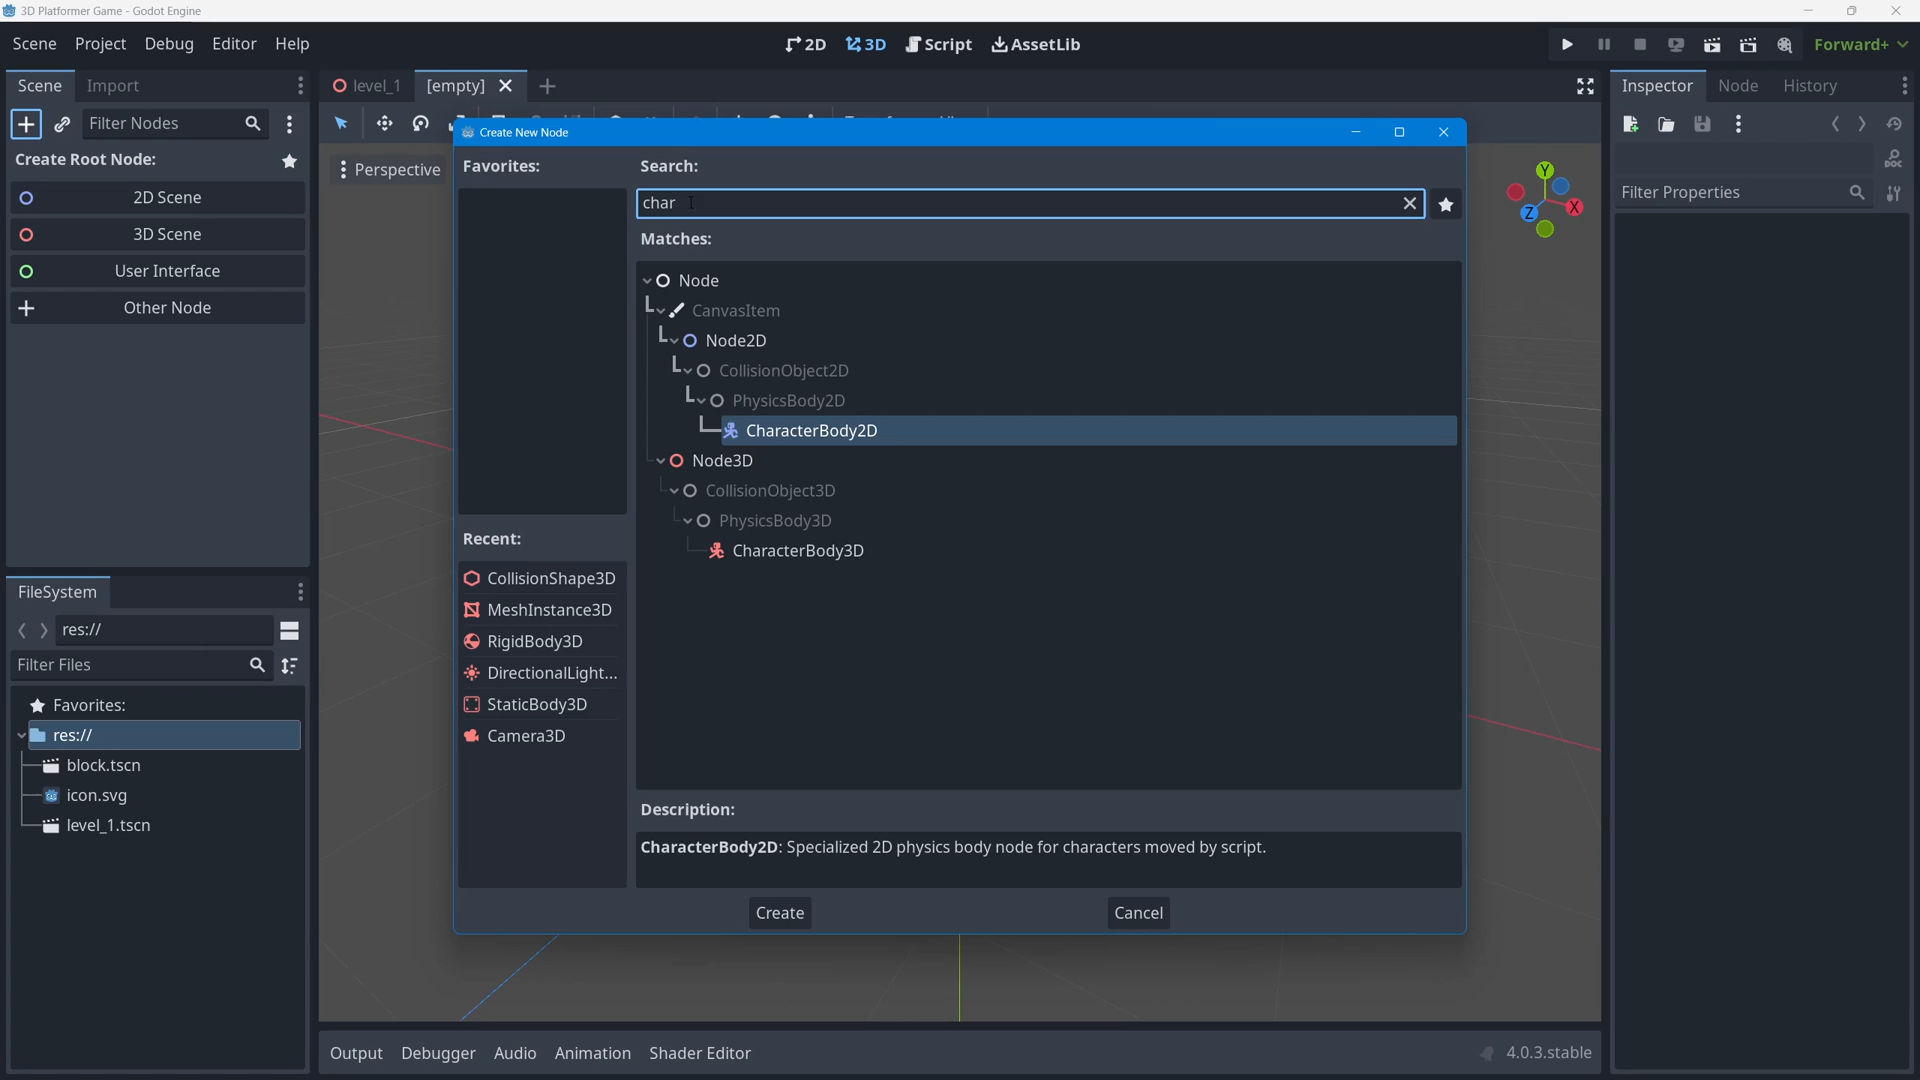 3D Platformer Game - Godot Engine
Scene Project Debug Editor Help
2D 3D Script AssetLib
Forward+
Scene Import
level_1 [empty]
Inspector Node History
Filter Nodes
Create Root Node:
2D Scene
3D Scene
User Interface
Other Node
Perspective
Y
X
Z
Filter Properties
Create New Node
Favorites:
Search:
char
Matches:
Node
CanvasItem
Node2D
CollisionObject2D
PhysicsBody2D
CharacterBody2D
Node3D
CollisionObject3D
PhysicsBody3D
CharacterBody3D
Recent:
CollisionShape3D
MeshInstance3D
RigidBody3D
DirectionalLight...
StaticBody3D
Camera3D
Description:
CharacterBody2D: Specialized 2D physics body node for characters moved by script.
Create Cancel
FileSystem
res://
Filter Files
Favorites:
res://
block.tscn
icon.svg
level_1.tscn
Output Debugger Audio Animation Shader Editor
4.0.3.stable